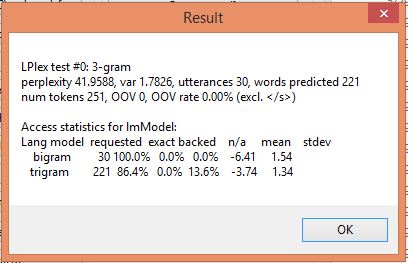 Result
LPlex test #0: 3-gram
perplexity 41.9588, var 1.7826, utterances 30, words predicted 221
num tokens 251, OOV 0, OOV rate 0.00% (excl. </s>)
Access statistics for lmModel:
Lang model requested exact backed n/a mean stdev
bigram 30 100.0% 0.0% 0.0% -6.41 1.54
trigram 221 86.4% 0.0% 13.6% -3.74 1.34
OK